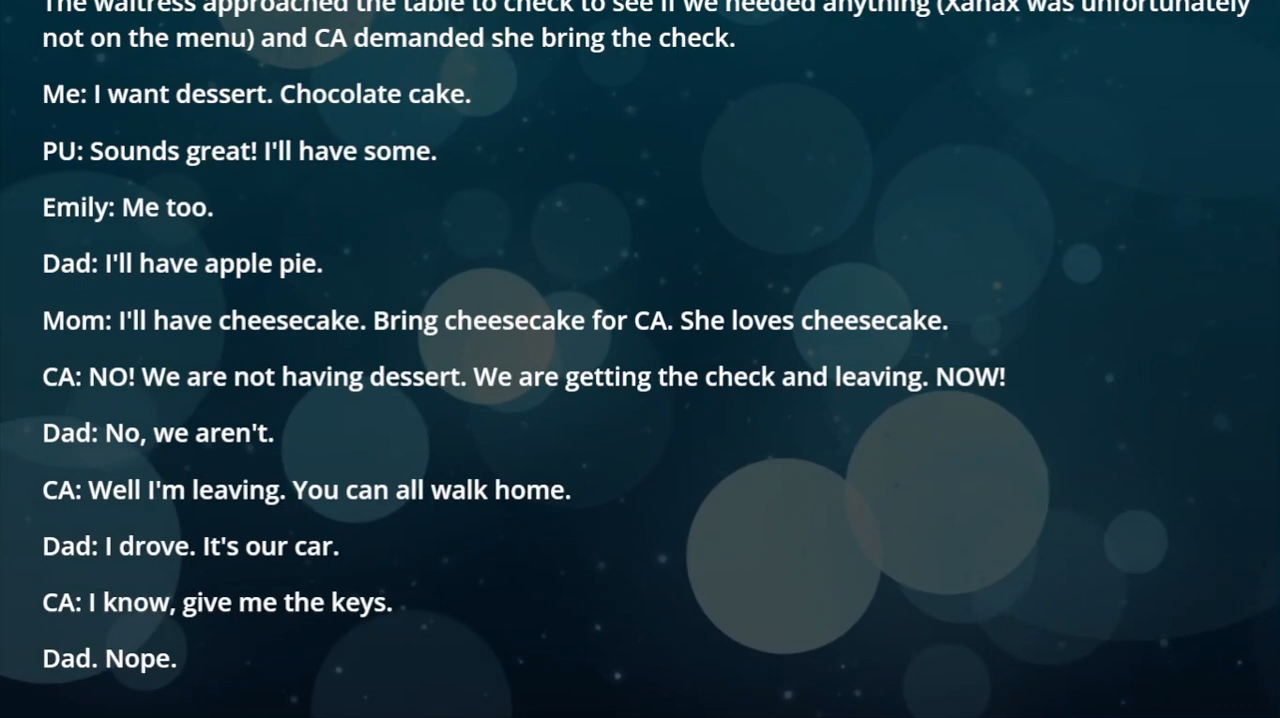 The waitress approached the table to check to see if we needed anything (Xanax was unfortunately
not on the menu) and CA demanded she bring the check.
Me: I want dessert. Chocolate cake.
PU: Sounds great! I'll have some.
Emily: Me too.
Dad: I'll have apple pie.
Mom: I'll have cheesecake. Bring cheesecake for CA. She loves cheesecake.
CA: NO! We are not having dessert. We are getting the check and leaving. NOW!
Dad: No, we aren't.
CA: Well I'm leaving. You can all walk home.
Dad: I drove. It's our car.
CA: I know, give me the keys.
Dad. Nope.